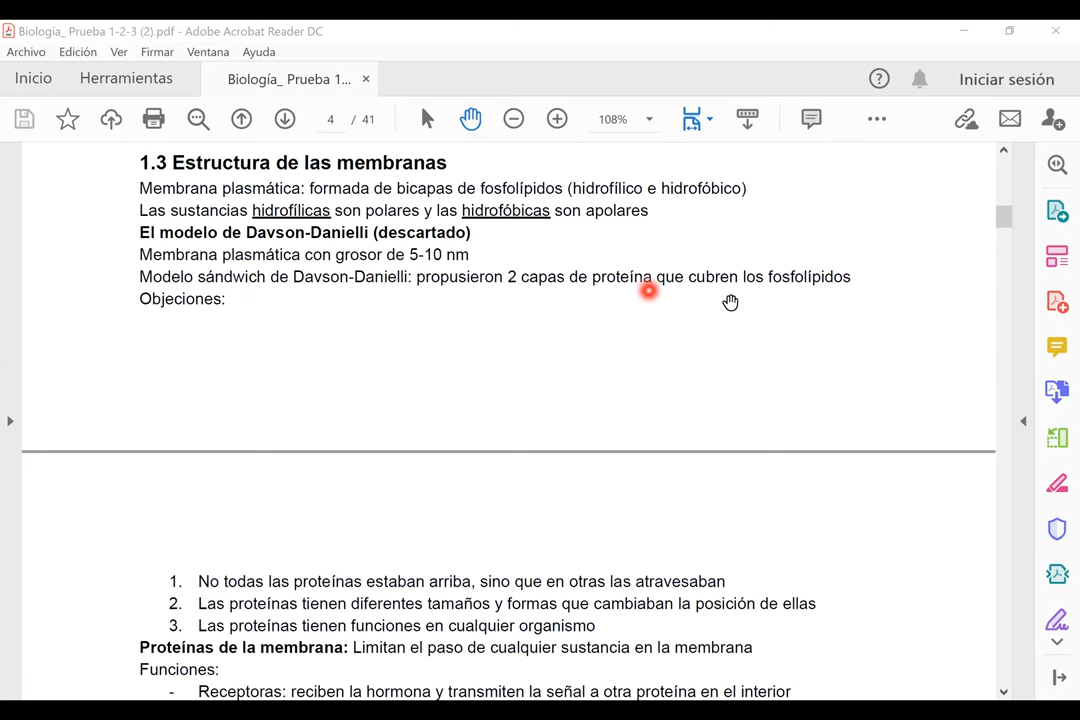 Biología_ Prueba 1-2-3 (2).pdf - Adobe Acrobat Reader DC
Archivo Edición Ver Firmar Ventana Ayuda
Inicio Herramientas Biología_ Prueba 1... × Iniciar sesión
4 / 41 108%
1.3 Estructura de las membranas
Membrana plasmática: formada de bicapas de fosfolípidos (hidrofílico e hidrofóbico)
Las sustancias hidrofílicas son polares y las hidrofóbicas son apolares
El modelo de Davson-Danielli (descartado)
Membrana plasmática con grosor de 5-10 nm
Modelo sándwich de Davson-Danielli: propusieron 2 capas de proteína que cubren los fosfolípidos
Objeciones:
1. No todas las proteínas estaban arriba, sino que en otras las atravesaban
2. Las proteínas tienen diferentes tamaños y formas que cambiaban la posición de ellas
3. Las proteínas tienen funciones en cualquier organismo
Proteínas de la membrana: Limitan el paso de cualquier sustancia en la membrana
Funciones:
- Receptoras: reciben la hormona y transmiten la señal a otra proteína en el interior